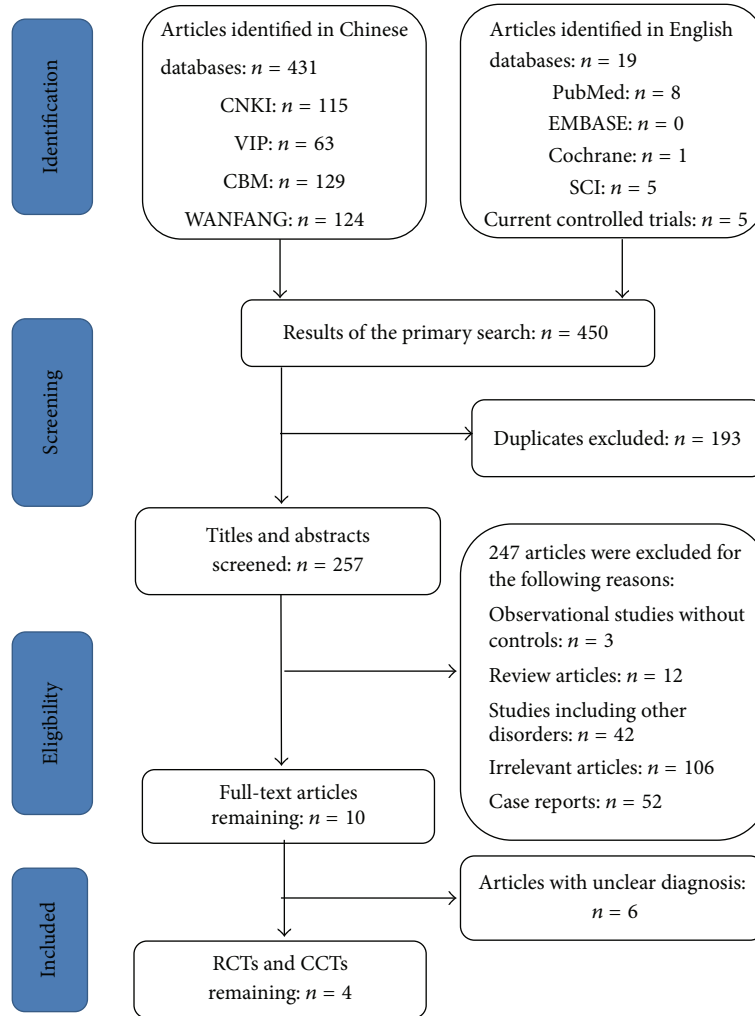 Identification
Articles identified in Chinese
databases: n = 431
CNKI: n = 115
VIP: n = 63
CBM: n = 129
WANFANG: n = 124
Articles identified in English
databases: n = 19
PubMed: n = 8
EMBASE: n = 0
Cochrane: n = 1
SCI: n = 5
Current controlled trials: n = 5
Screening
Results of the primary search: n = 450
Duplicates excluded: n = 193
Titles and abstracts
screened: n = 257
Eligibility
247 articles were excluded for
the following reasons:
Observational studies without
controls: n = 3
Review articles: n = 12
Studies including other
disorders: n = 42
Irrelevant articles: n = 106
Case reports: n = 52
Full-text articles
remaining: n = 10
Included
Articles with unclear diagnosis:
n = 6
RCTs and CCTs
remaining: n = 4